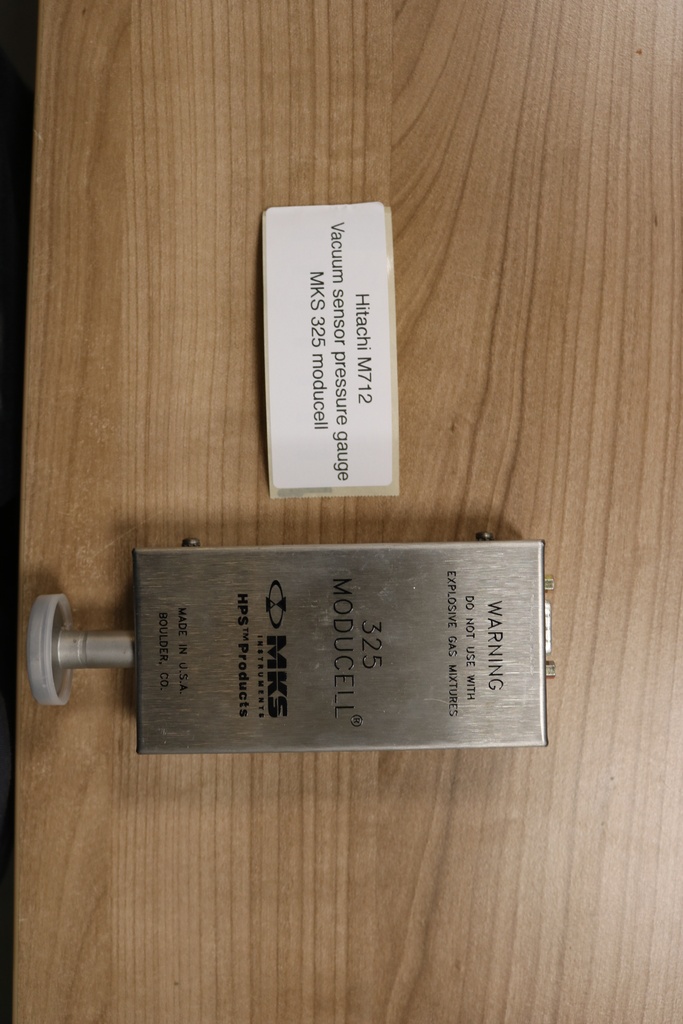 Hitachi M712
Vacuum sensor pressure gauge
MKS 325 moducell
WARNING
DO NOT USE WITH
EXPLOSIVE GAS MIXTURES
325
MODUCELL®
MKS
INSTRUMENTS
HPS™ Products
MADE IN U.S.A.
BOULDER, CO.